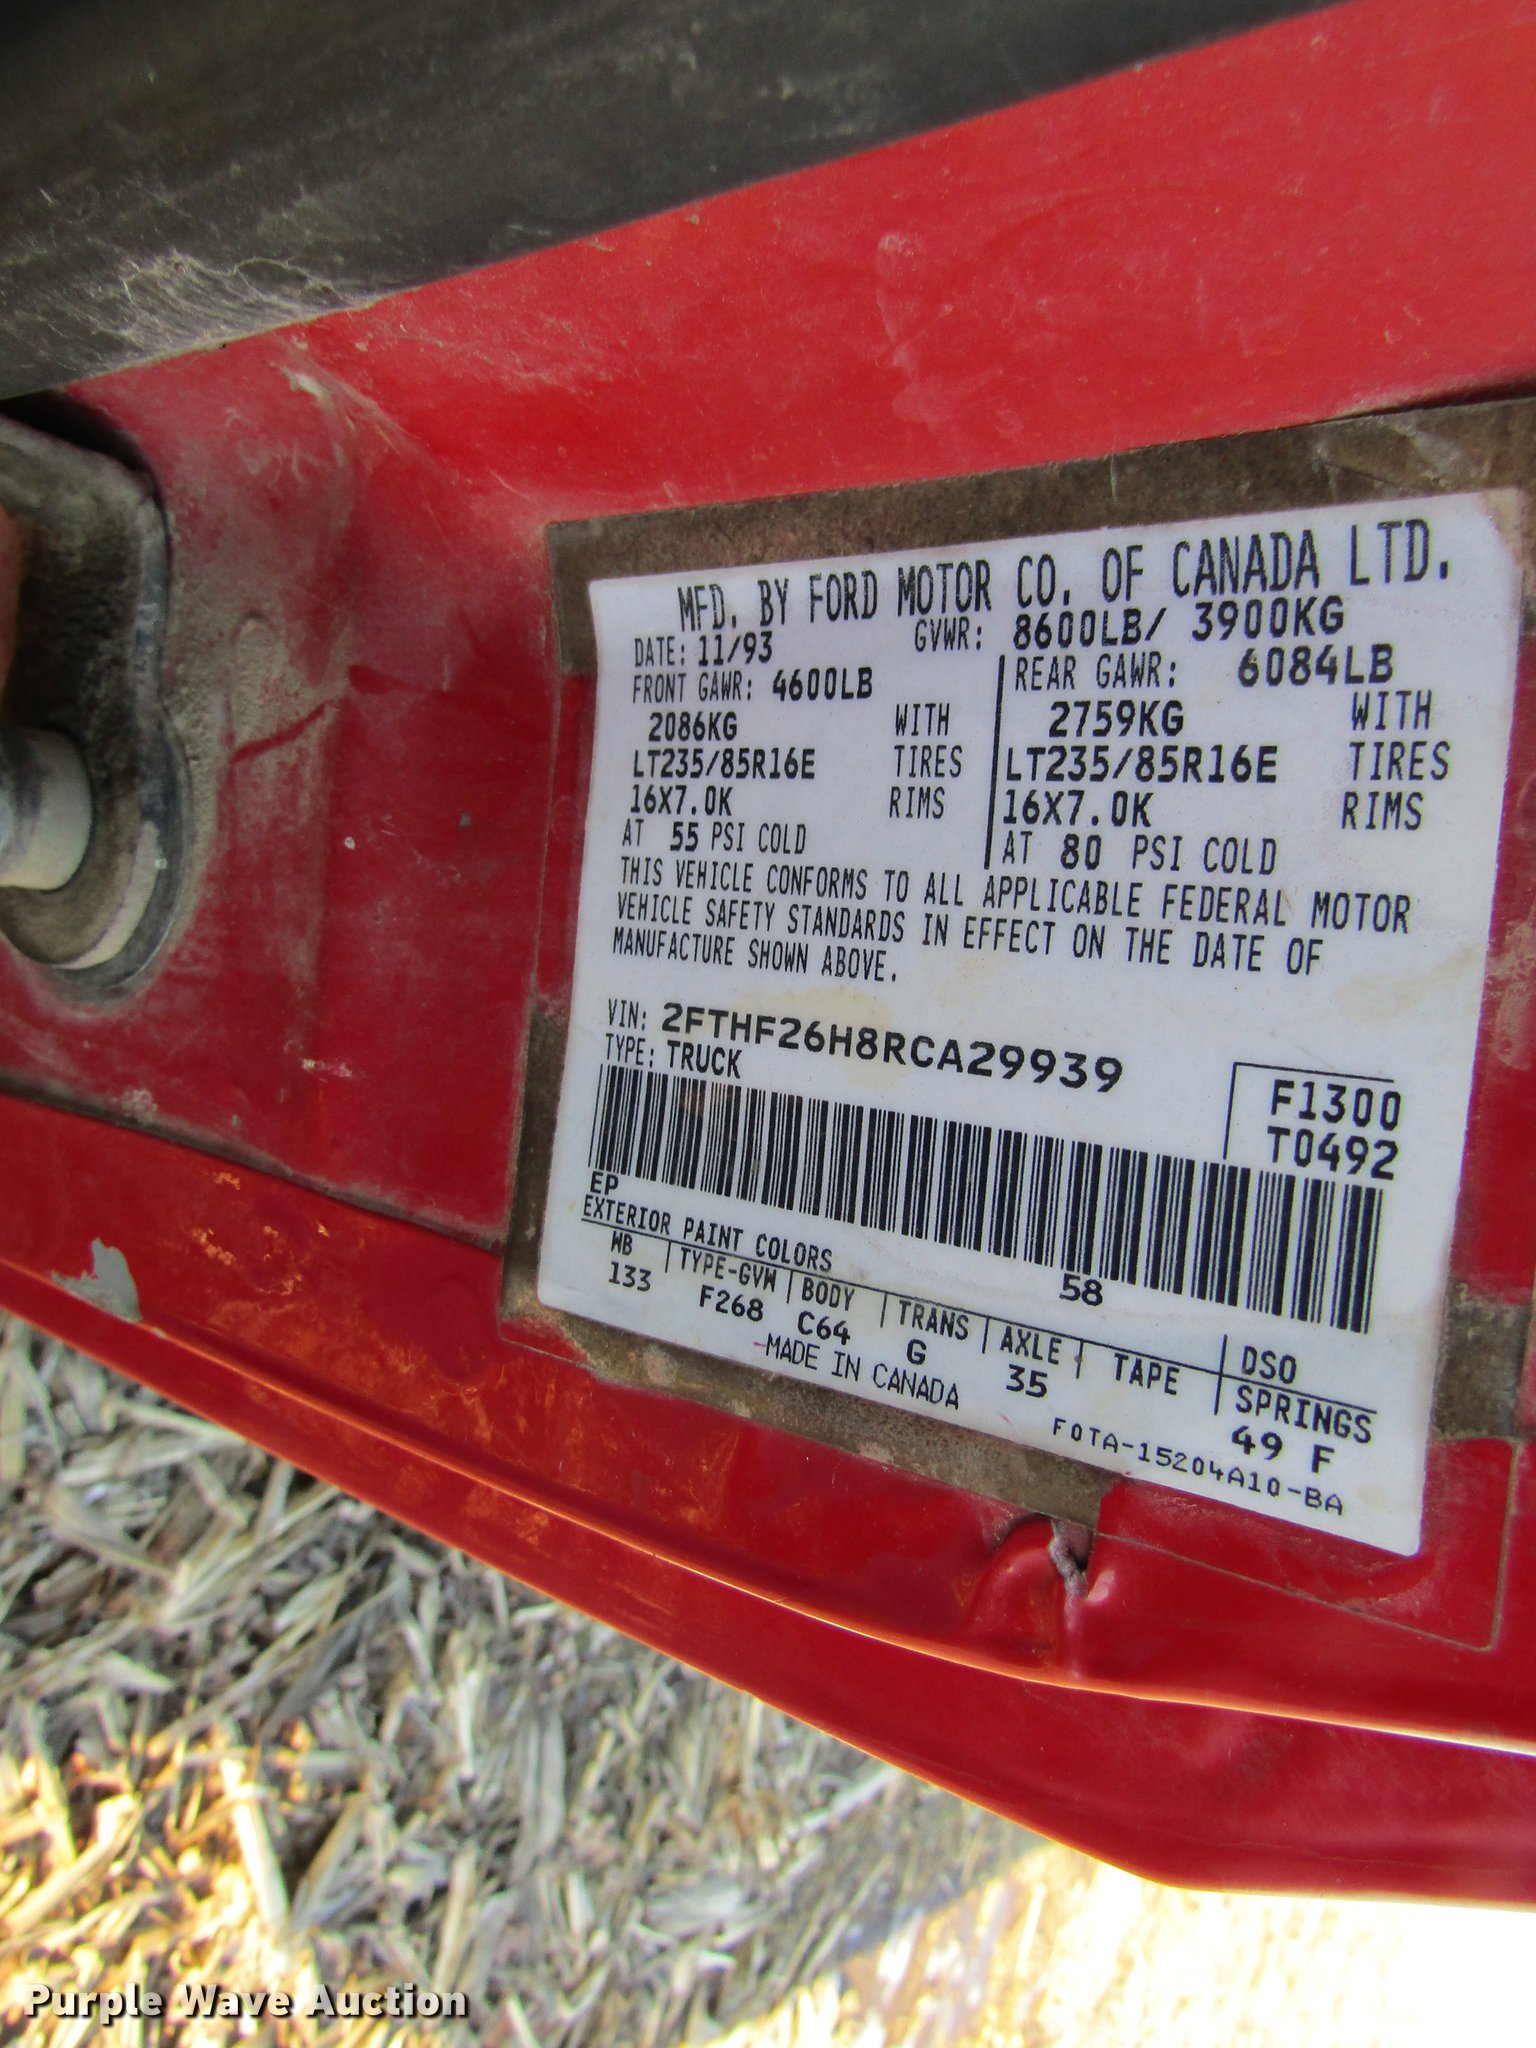 MFD. BY FORD MOTOR CO. OF CANADA LTD.
DATE: 11/93 GVWR: 8600LB/ 3900KG
FRONT GAWR: 4600LB REAR GAWR: 6084LB
2086KG WITH 2759KG WITH
LT235/85R16E TIRES LT235/85R16E TIRES
16X7.0K RIMS 16X7.0K RIMS
AT 55 PSI COLD AT 80 PSI COLD
THIS VEHICLE CONFORMS TO ALL APPLICABLE FEDERAL MOTOR
VEHICLE SAFETY STANDARDS IN EFFECT ON THE DATE OF
MANUFACTURE SHOWN ABOVE.
VIN: 2FTHF26H8RCA29939
TYPE: TRUCK
F1300
T0492
EP 58
EXTERIOR PAINT COLORS DSO
WB TYPE-GVW BODY TRANS AXLE TAPE SPRINGS
133 F268 C64 G 35 49 F
MADE IN CANADA
F0TA-15204A10-BA
Purple Wave Auction